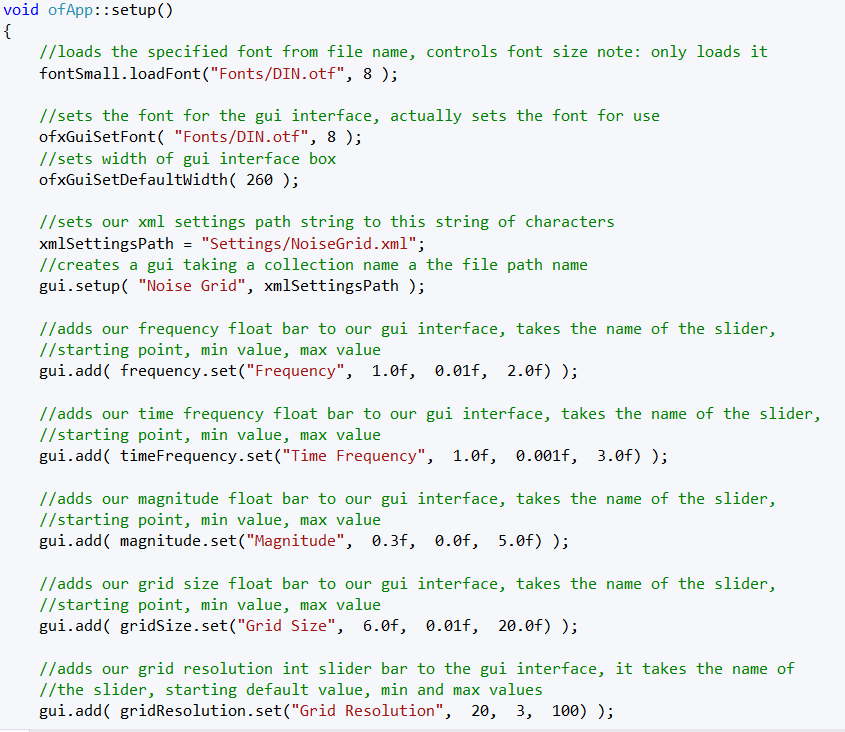 void ofApp::setup()
{
//loads the specified font from file name, controls font size note: only loads it
fontSmall.loadFont("Fonts/DIN.otf", 8 );
//sets the font for the gui interface, actually sets the font for use
ofxGuiSetFont( "Fonts/DIN.otf", 8 );
//sets width of gui interface box
ofxGuiSetDefaultWidth( 260 );
//sets our xml settings path string to this string of characters
xmlSettingsPath = "Settings/NoiseGrid.xml";
//creates a gui taking a collection name a the file path name
gui.setup( "Noise Grid", xmlSettingsPath );
//adds our frequency float bar to our gui interface, takes the name of the slider,
//starting point, min value, max value
gui.add( frequency.set("Frequency",  1.0f,  0.01f,  2.0f) );
//adds our time frequency float bar to our gui interface, takes the name of the slider,
//starting point, min value, max value
gui.add( timeFrequency.set("Time Frequency",  1.0f,  0.001f,  3.0f) );
//adds our magnitude float bar to our gui interface, takes the name of the slider,
//starting point, min value, max value
gui.add( magnitude.set("Magnitude",  0.3f,  0.0f,  5.0f) );
//adds our grid size float bar to our gui interface, takes the name of the slider,
//starting point, min value, max value
gui.add( gridSize.set("Grid Size",  6.0f,  0.01f,  20.0f) );
//adds our grid resolution int slider bar to the gui interface, it takes the name of
//the slider, starting default value, min and max values
gui.add( gridResolution.set("Grid Resolution",  20,  3,  100) );